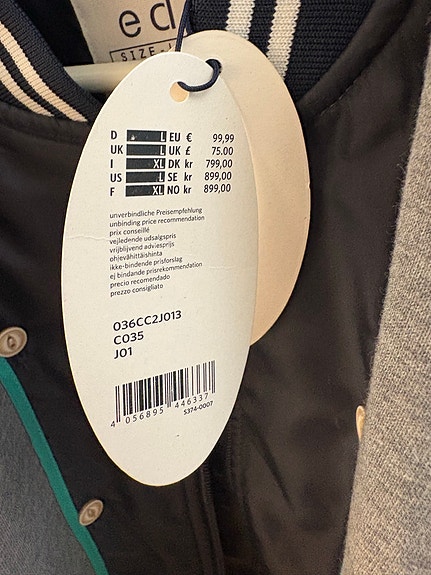 ed
SIZE - L
D L EU € 99,99
UK L UK £ 75.00
I XL DK kr 799,00
US L SE kr 899,00
F XL NO kr 899,00
unverbindliche Preisempfehlung
unbinding price recommendation
prix conseillé
vejledende udsalgspris
vrijblijvend adviesprijs
ohjevähittäishinta
ikke-bindende prisforslag
ej bindande prisrekommendation
precio recomendado
prezzo consigliato
036CC2J013
C035
J01
4 056895 446337
5374-0007